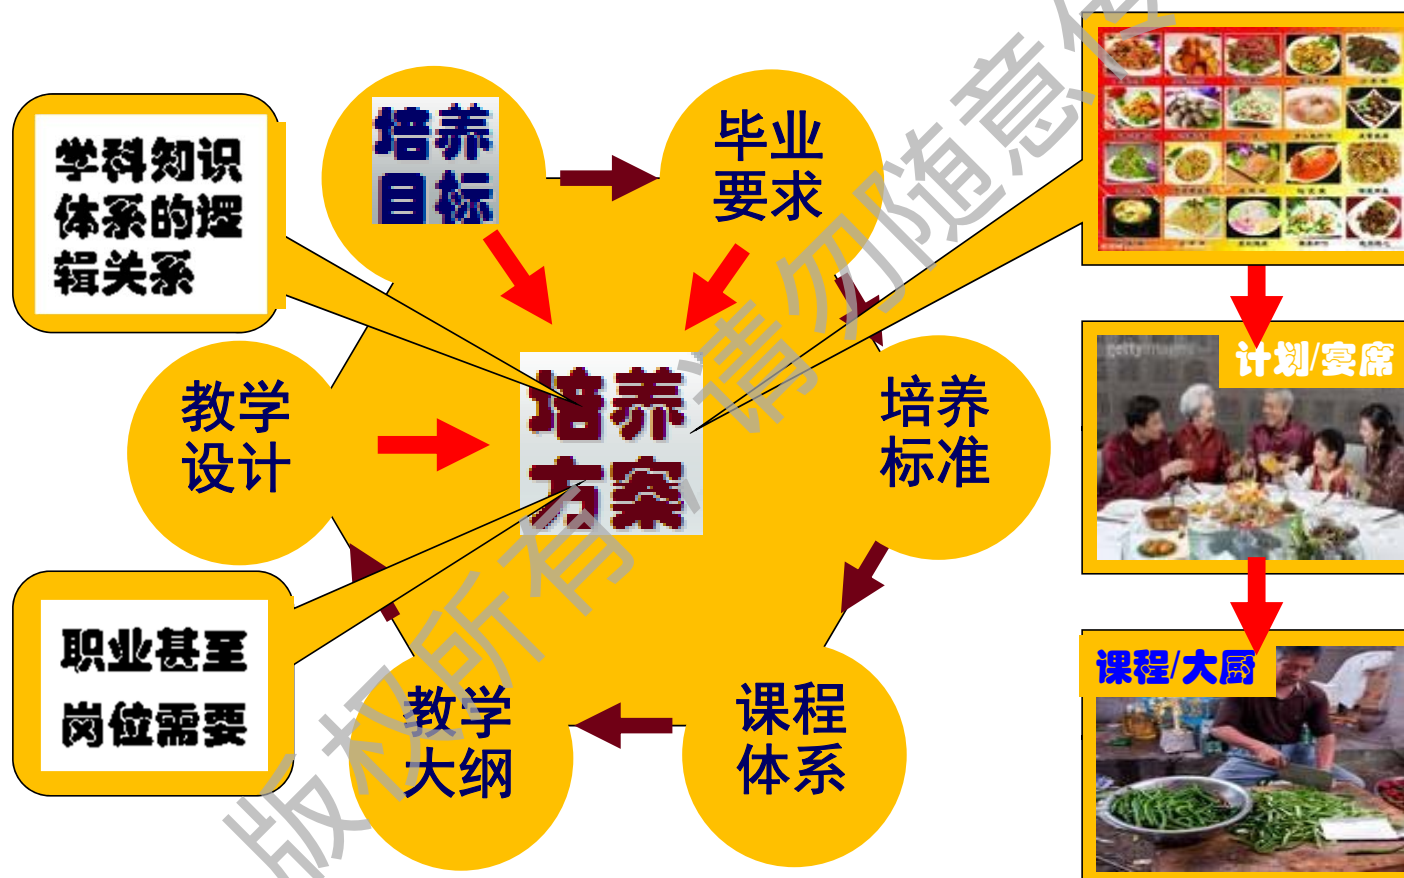 学科知识
体系的逻
辑关系
培养
目标
毕业
要求
教学
设计
培养
方案
培养
标准
职业甚至
岗位需要
教学
大纲
课程
体系
计划/宴席
课程/大厨
版权所有 请勿随意传